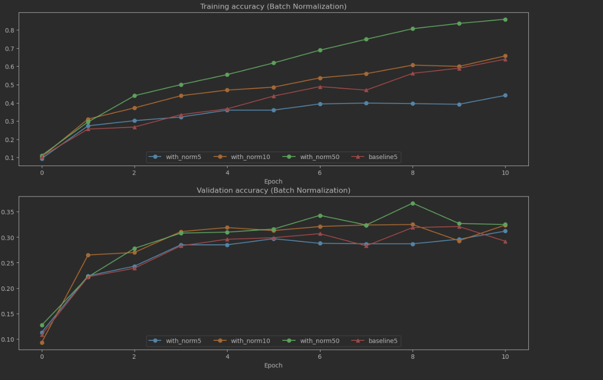 Training accuracy (Batch Normalization)
0.8
0.7
0.6
0.5
0.4
0.3
0.2
0.1
with_norm5 with_norm10 with_norm50 baseline5
0 2 4 6 8 10
Epoch
Validation accuracy (Batch Normalization)
0.35
0.30
0.25
0.20
0.15
0.10
with_norm5 with_norm10 with_norm50 baseline5
0 2 4 6 8 10
Epoch